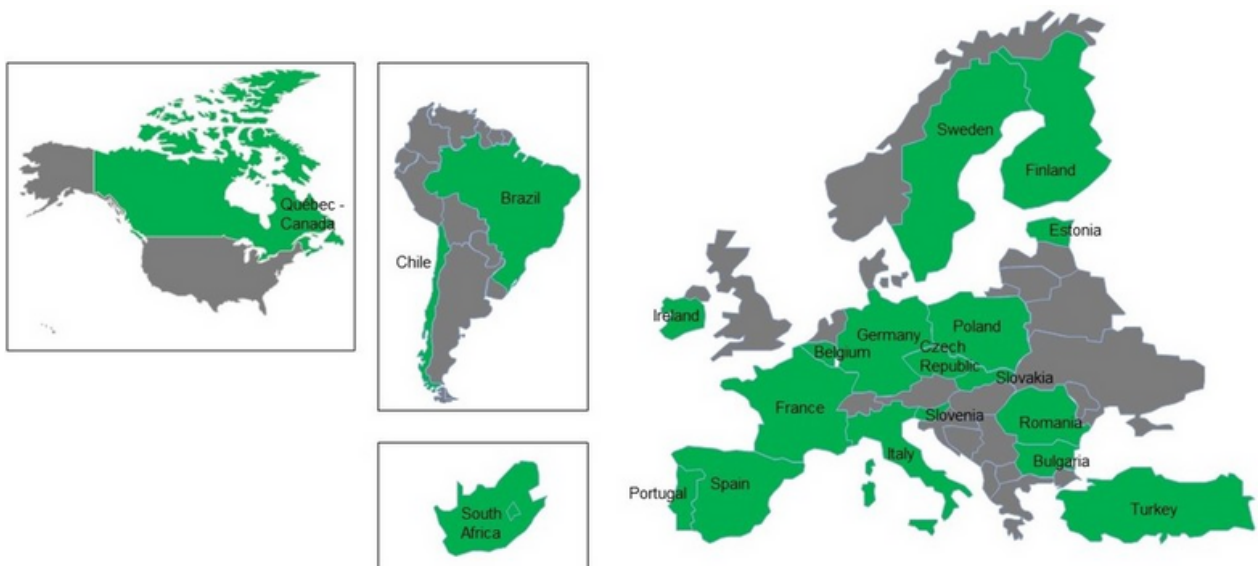 Québec -
Canada
Brazil
Chile
South
Africa
Sweden
Finland
Estonia
Ireland
Germany
Poland
Belgium
Czech
Republic
Slovakia
France
Slovenia
Romania
Italy
Bulgaria
Portugal
Spain
Turkey